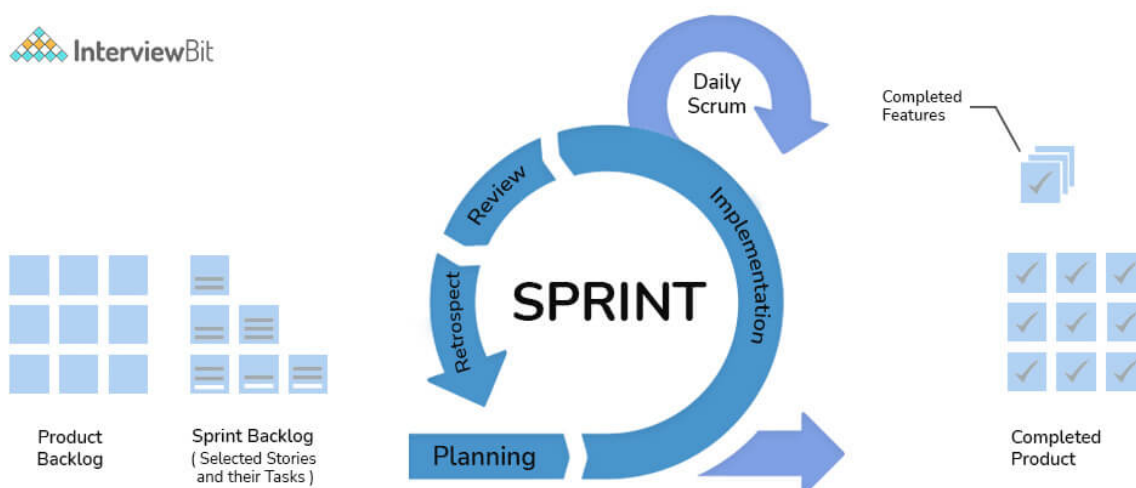 InterviewBit
Daily
Scrum
Completed
Features
Review
Implementation
Retrospect
SPRINT
Planning
Product
Backlog
Sprint Backlog
( Selected Stories
and their Tasks )
Completed
Product